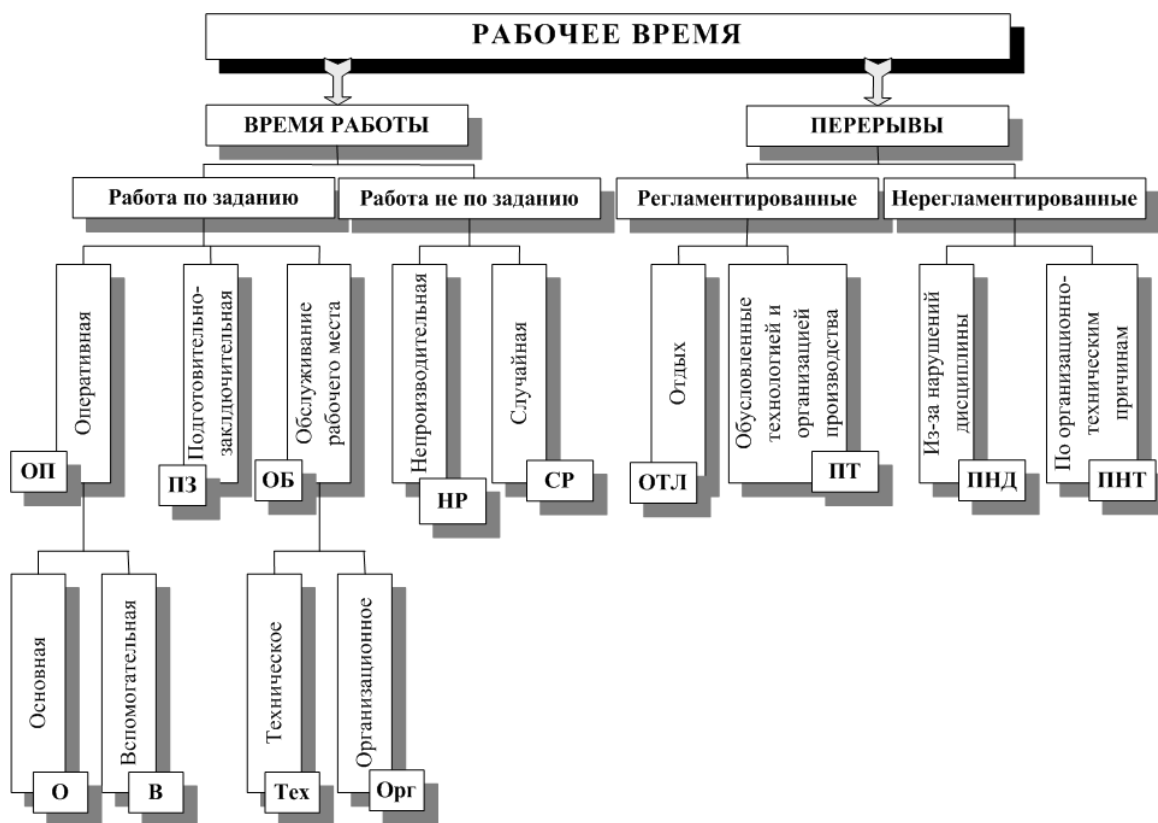 РАБОЧЕЕ ВРЕМЯ
ВРЕМЯ РАБОТЫ
ПЕРЕРЫВЫ
Работа по заданию
Работа не по заданию
Регламентированные
Нерегламентированные
Оперативная
ОП
Подготовительно-
заклдючительная
ПЗ
Обслуживание
рабочего места
ОБ
Непроизводительная
НР
Случайная
СР
Отдых
ОТЛ
Обусловленные
технологией и
организацией
производства
ПТ
Из-за нарушений
дисциплины
ПНД
По организационно-
техническим
причинам
ПНТ
Основная
О
Вспомогательная
В
Техническое
Тех
Организационное
Орг